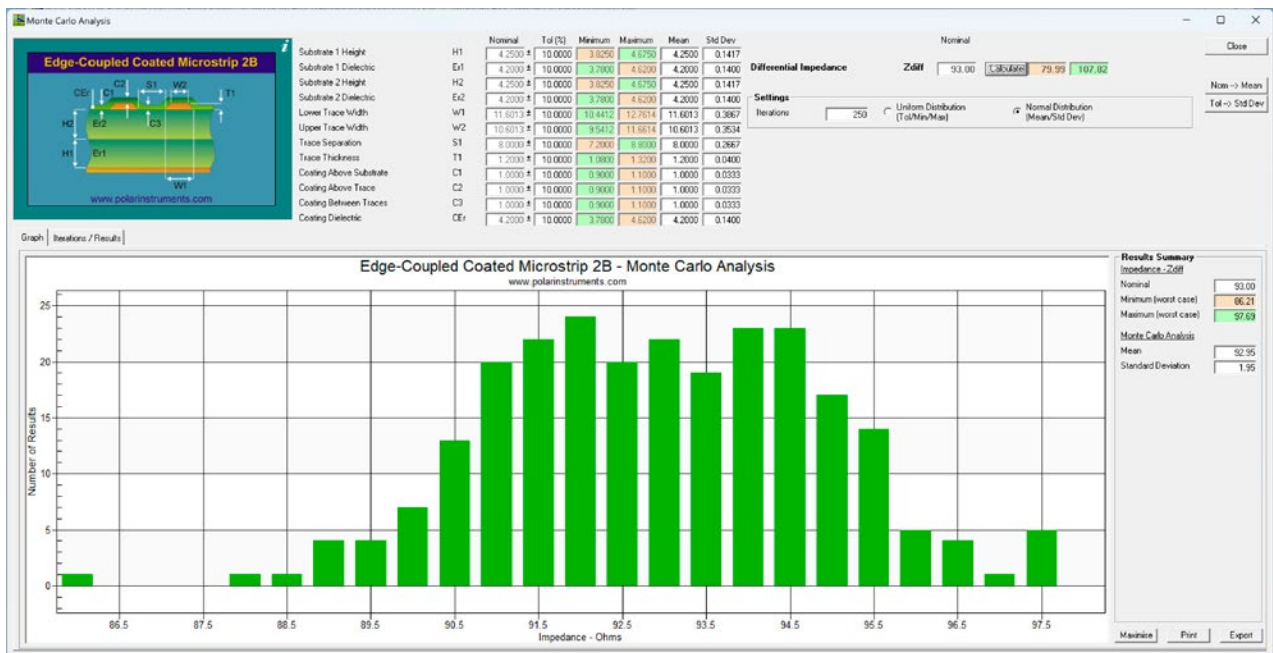 Monte Carlo Analysis
Edge-Coupled Coated Microstrip 2B
i
C2 S1 W2
CEr C1 T1
H2 Er2 C3
H1 Er1
W1
www.polarinstruments.com
Nominal Tol (%) Minimum Maximum Mean Std Dev
Substrate 1 Height H1 4.2500 ± 10.0000 3.8250 4.6750 4.2500 0.1417
Substrate 1 Dielectric Er1 4.2000 ± 10.0000 3.7800 4.6200 4.2000 0.1400
Substrate 2 Height H2 4.2500 ± 10.0000 3.8250 4.6750 4.2500 0.1417
Substrate 2 Dielectric Er2 4.2000 ± 10.0000 3.7800 4.6200 4.2000 0.1400
Lower Trace Width W1 11.6013 ± 10.0000 10.4412 12.7614 11.6013 0.3867
Upper Trace Width W2 10.6013 ± 10.0000 9.5412 11.6614 10.6013 0.3534
Trace Separation S1 8.0000 ± 10.0000 7.2000 8.8000 8.0000 0.2667
Trace Thickness T1 1.2000 ± 10.0000 1.0800 1.3200 1.2000 0.0400
Coating Above Substrate C1 1.0000 ± 10.0000 0.9000 1.1000 1.0000 0.0333
Coating Above Trace C2 1.0000 ± 10.0000 0.9000 1.1000 1.0000 0.0333
Coating Between Traces C3 1.0000 ± 10.0000 0.9000 1.1000 1.0000 0.0333
Coating Dielectric CEr 4.2000 ± 10.0000 3.7800 4.6200 4.2000 0.1400
Nominal
Differential Impedance Zdiff 93.00 Calculate 79.99 107.82
Settings
Iterations 250
Uniform Distribution
(Tol/Min/Max)
Normal Distribution
(Mean/Std Dev)
Close
Nom --> Mean
Tol --> Std Dev
Graph Iterations / Results
Edge-Coupled Coated Microstrip 2B - Monte Carlo Analysis
www.polarinstruments.com
Number of Results
25
20
15
10
5
0
86.5 87.5 88.5 89.5 90.5 91.5 92.5 93.5 94.5 95.5 96.5 97.5
Impedance - Ohms
Results Summary
Impedance - Zdiff
Nominal 93.00
Minimum (worst case) 86.21
Maximum (worst case) 97.69
Monte Carlo Analysis
Mean 92.95
Standard Deviation 1.95
Maximise Print Export